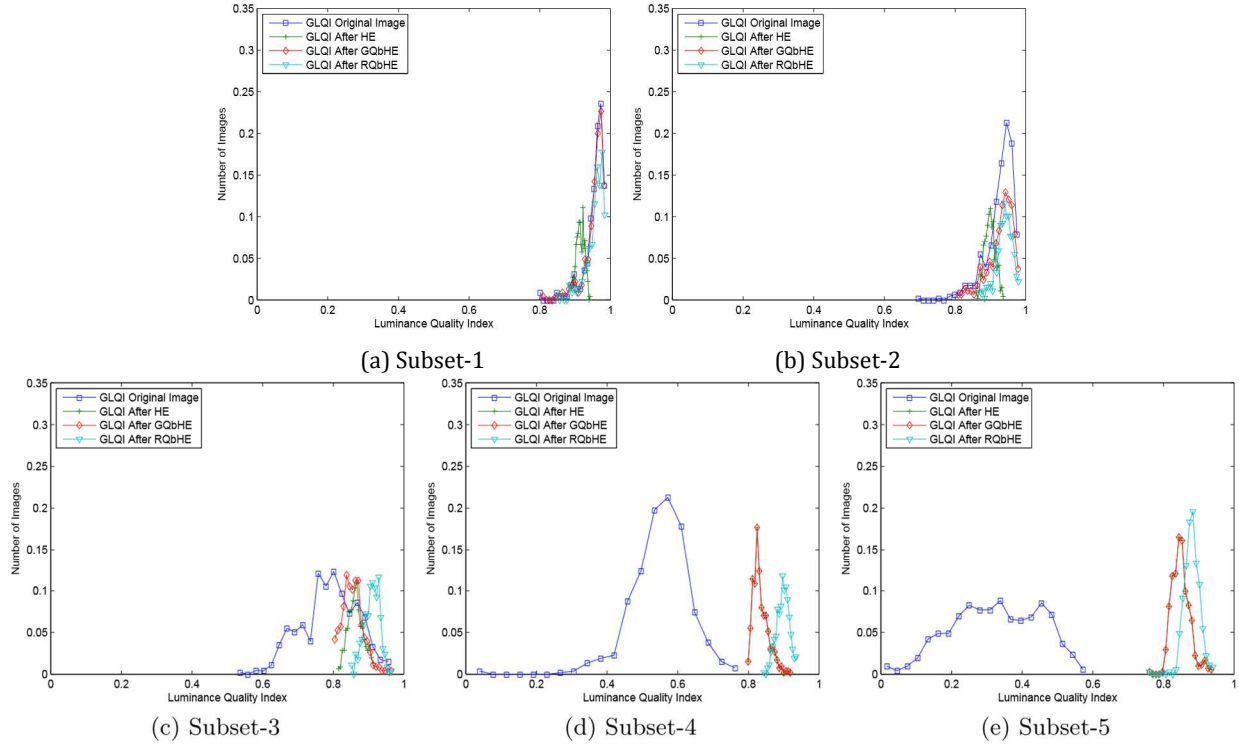 0.35
0.3
0.25
0.2
0.15
0.1
0.05
0
Number of Images
GLQI Original Image
GLQI After HE
GLQI After GQbHE
GLQI After RQbHE
0 0.2 0.4 0.6 0.8 1
Luminance Quality Index
(a) Subset-1
0.35
0.3
0.25
0.2
0.15
0.1
0.05
0
Number of Images
GLQI Original Image
GLQI After HE
GLQI After GQbHE
GLQI After RQbHE
0 0.2 0.4 0.6 0.8 1
Luminance Quality Index
(b) Subset-2
0.35
0.3
0.25
0.2
0.15
0.1
0.05
0
Number of Images
GLQI Original Image
GLQI After HE
GLQI After GQbHE
GLQI After RQbHE
0 0.2 0.4 0.6 0.8 1
Luminance Quality Index
(c) Subset-3
0.35
0.3
0.25
0.2
0.15
0.1
0.05
0
Number of Images
GLQI Original Image
GLQI After HE
GLQI After GQbHE
GLQI After RQbHE
0 0.2 0.4 0.6 0.8 1
Luminance Quality Index
(d) Subset-4
0.35
0.3
0.25
0.2
0.15
0.1
0.05
0
Number of Images
GLQI Original Image
GLQI After HE
GLQI After GQbHE
GLQI After RQbHE
0 0.2 0.4 0.6 0.8 1
Luminance Quality Index
(e) Subset-5